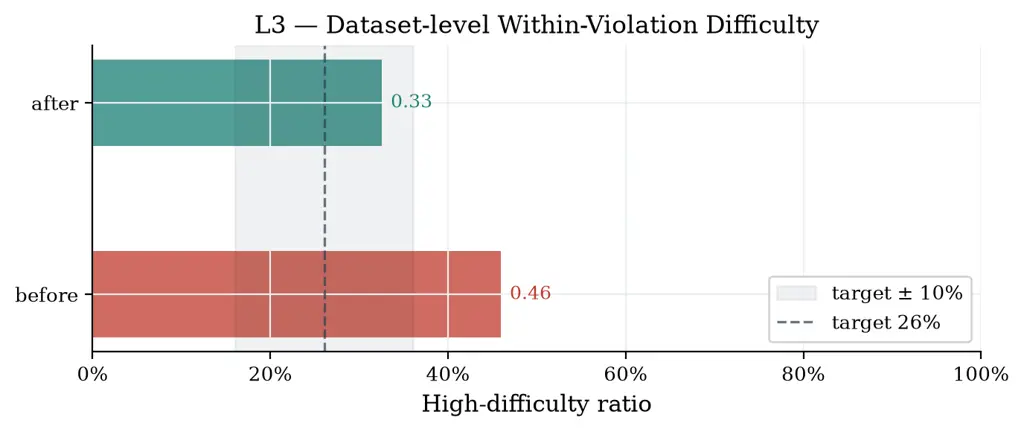 L3 — Dataset-level Within-Violation Difficulty
after
0.33
before
0.46
target ± 10%
target 26%
0%
20%
40%
60%
80%
100%
High-difficulty ratio